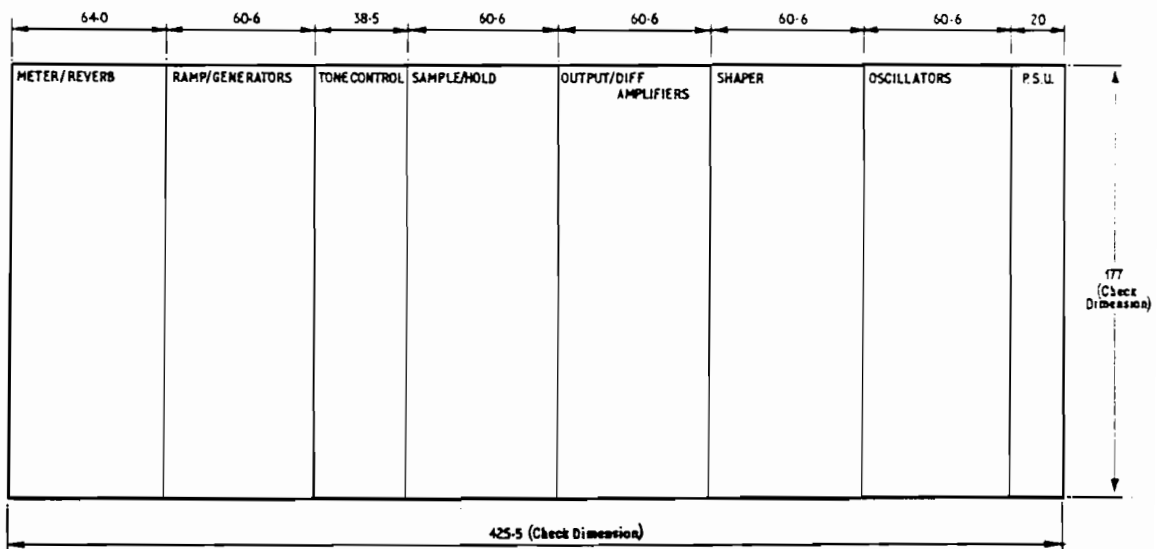 64·0 60·6 38·5 60·6 60·6 60·6 60·6 20
METER/REVERB RAMP/GENERATORS TONE CONTROL SAMPLE/HOLD OUTPUT/DIFF SHAPER OSCILLATORS P.S.U.
AMPLIFIERS
177
(Check
Dimension)
425·5 (Check Dimension)